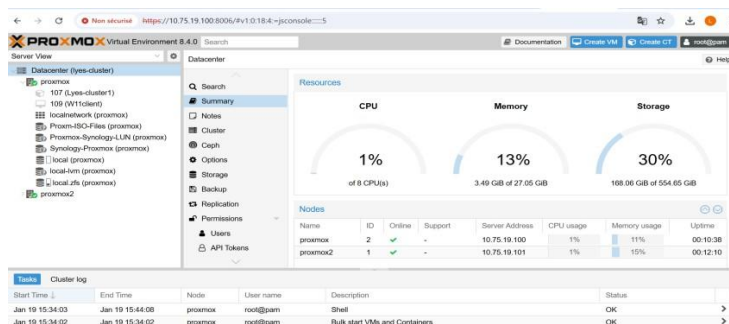 Non sécurisé https://10.75.19.100:8006/#v1:0:18:4:=jsconsole:::::5
PROXMOX Virtual Environment 8.4.0 Search Documentation Create VM Create CT root@pam
Server View Datacenter Help
Datacenter (lyes-cluster)
proxmox
107 (Lyes-cluster1)
109 (W11client)
localnetwork (proxmox)
Proxm-ISO-Files (proxmox)
Proxmox-Synology-LUN (proxmox)
Synology-Proxmox (proxmox)
local (proxmox)
local-lvm (proxmox)
local.zfs (proxmox)
proxmox2
Search
Summary
Notes
Cluster
Ceph
Options
Storage
Backup
Replication
Permissions
Users
API Tokens
Resources
CPU Memory Storage
1% 13% 30%
of 8 CPU(s) 3.49 GiB of 27.05 GiB 168.06 GiB of 554.65 GiB
Nodes
Name ID Online Support Server Address CPU usage Memory usage Uptime
proxmox 2 - 10.75.19.100 1% 11% 00:10:38
proxmox2 1 - 10.75.19.101 1% 15% 00:12:10
Tasks Cluster log
Start Time End Time Node User name Description Status
Jan 19 15:34:03 Jan 19 15:44:08 proxmox root@pam Shell OK
Jan 19 15:34:02 Jan 19 15:34:02 proxmox root@pam Bulk start VMs and Containers OK